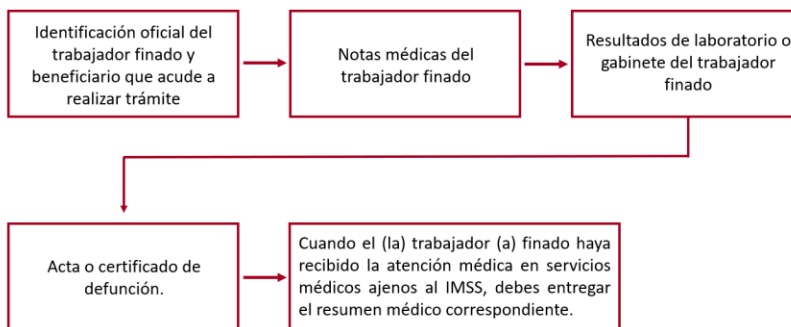 Identificación oficial del
trabajador finado y
beneficiario que acude a
realizar trámite
Notas médicas del
trabajador finado
Resultados de laboratorio o
gabinete del trabajador
finado
Acta o certificado de
defunción.
Cuando el (la) trabajador (a) finado haya
recibido la atención médica en servicios
médicos ajenos al IMSS, debes entregar
el resumen médico correspondiente.